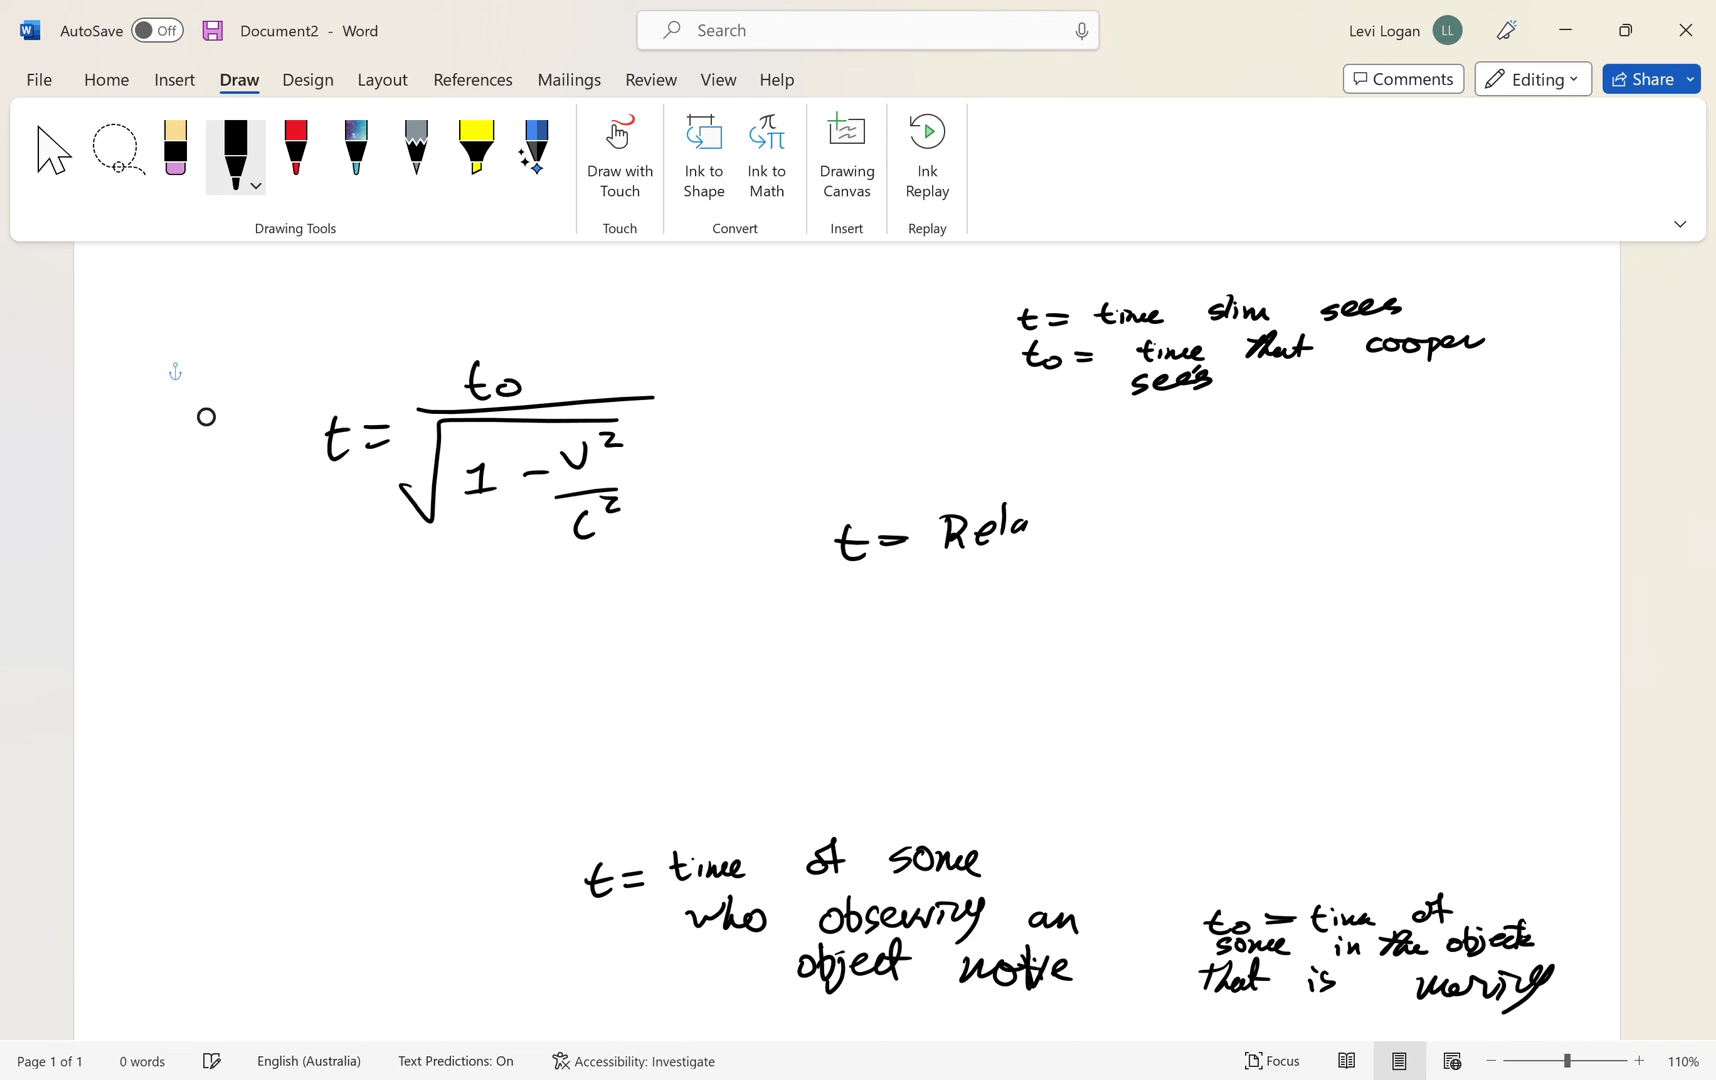 AutoSave Off Document2 - Word Search Levi Logan LL
File Home Insert Draw Design Layout References Mailings Review View Help Comments Editing Share
Draw with Touch
Ink to Shape
Ink to Math
Drawing Canvas
Ink Replay
Drawing Tools Touch Convert Insert Replay
t = time slim sees
to = time that cooper
sees
t = to / √(1 - v² / c²)
t = Rela
t = time of some
who observing an
object move
to = time of
some in the object
that is moving
Page 1 of 1 0 words English (Australia) Text Predictions: On Accessibility: Investigate Focus 110%